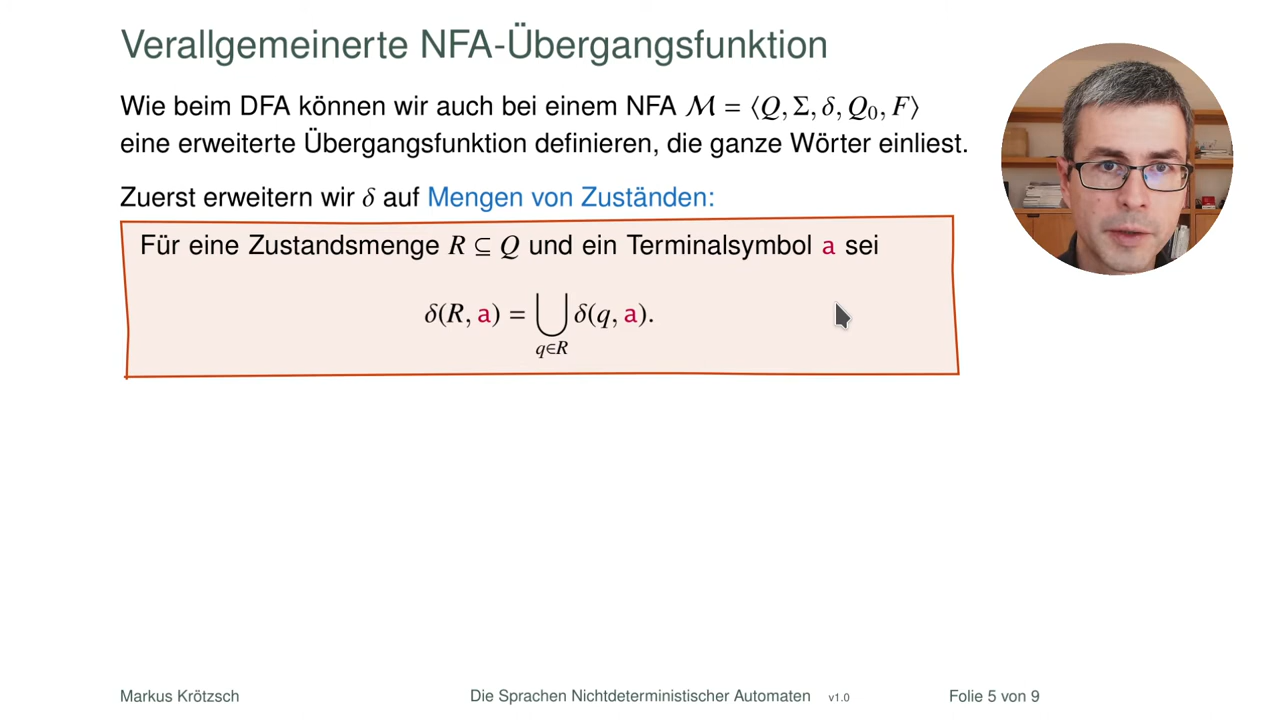 Verallgemeinerte NFA-Übergangsfunktion
Wie beim DFA können wir auch bei einem NFA ℳ = ⟨Q, Σ, δ, Q₀, F⟩
eine erweiterte Übergangsfunktion definieren, die ganze Wörter einliest.
Zuerst erweitern wir δ auf Mengen von Zuständen:
Für eine Zustandsmenge R ⊆ Q und ein Terminalsymbol a sei
δ(R, a) = ⋃ δ(q, a).
q∈R
Markus Krötzsch
Die Sprachen Nichtdeterministischer Automaten v1.0
Folie 5 von 9